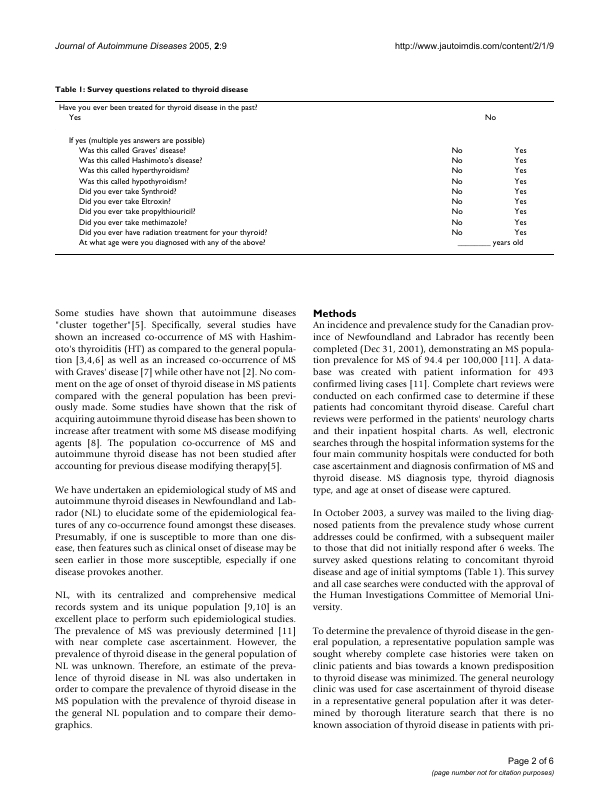 Journal of Autoimmune Diseases 2005, 2:9
http://www.jautoimdis.com/content/2/1/9
Table 1: Survey questions related to thyroid disease
Have you ever been treated for thyroid disease in the past?
Yes No
If yes (multiple yes answers are possible)
Was this called Graves' disease? No Yes
Was this called Hashimoto's disease? No Yes
Was this called hyperthyroidism? No Yes
Was this called hypothyroidism? No Yes
Did you ever take Synthroid? No Yes
Did you ever take Eltroxin? No Yes
Did you ever take propylthiouricil? No Yes
Did you ever take methimazole? No Yes
Did you ever have radiation treatment for your thyroid? No Yes
At what age were you diagnosed with any of the above? ________ years old
Some studies have shown that autoimmune diseases
"cluster together"[5]. Specifically, several studies have
shown an increased co-occurrence of MS with Hashim-
oto's thyroiditis (HT) as compared to the general popula-
tion [3,4,6] as well as an increased co-occurrence of MS
with Graves' disease [7] while other have not [2]. No com-
ment on the age of onset of thyroid disease in MS patients
compared with the general population has been previ-
ously made. Some studies have shown that the risk of
acquiring autoimmune thyroid disease has been shown to
increase after treatment with some MS disease modifying
agents [8]. The population co-occurrence of MS and
autoimmune thyroid disease has not been studied after
accounting for previous disease modifying therapy[5].
We have undertaken an epidemiological study of MS and
autoimmune thyroid diseases in Newfoundland and Lab-
rador (NL) to elucidate some of the epidemiological fea-
tures of any co-occurrence found amongst these diseases.
Presumably, if one is susceptible to more than one dis-
ease, then features such as clinical onset of disease may be
seen earlier in those more susceptible, especially if one
disease provokes another.
NL, with its centralized and comprehensive medical
records system and its unique population [9,10] is an
excellent place to perform such epidemiological studies.
The prevalence of MS was previously determined [11]
with near complete case ascertainment. However, the
prevalence of thyroid disease in the general population of
NL was unknown. Therefore, an estimate of the preva-
lence of thyroid disease in NL was also undertaken in
order to compare the prevalence of thyroid disease in the
MS population with the prevalence of thyroid disease in
the general NL population and to compare their demo-
graphics.
Methods
An incidence and prevalence study for the Canadian prov-
ince of Newfoundland and Labrador has recently been
completed (Dec 31, 2001), demonstrating an MS popula-
tion prevalence for MS of 94.4 per 100,000 [11]. A data-
base was created with patient information for 493
confirmed living cases [11]. Complete chart reviews were
conducted on each confirmed case to determine if these
patients had concomitant thyroid disease. Careful chart
reviews were performed in the patients' neurology charts
and their inpatient hospital charts. As well, electronic
searches through the hospital information systems for the
four main community hospitals were conducted for both
case ascertainment and diagnosis confirmation of MS and
thyroid disease. MS diagnosis type, thyroid diagnosis
type, and age at onset of disease were captured.
In October 2003, a survey was mailed to the living diag-
nosed patients from the prevalence study whose current
addresses could be confirmed, with a subsequent mailer
to those that did not initially respond after 6 weeks. The
survey asked questions relating to concomitant thyroid
disease and age of initial symptoms (Table 1). This survey
and all case searches were conducted with the approval of
the Human Investigations Committee of Memorial Uni-
versity.
To determine the prevalence of thyroid disease in the gen-
eral population, a representative population sample was
sought whereby complete case histories were taken on
clinic patients and bias towards a known predisposition
to thyroid disease was minimized. The general neurology
clinic was used for case ascertainment of thyroid disease
in a representative general population after it was deter-
mined by thorough literature search that there is no
known association of thyroid disease in patients with pri-
Page 2 of 6
(page number not for citation purposes)